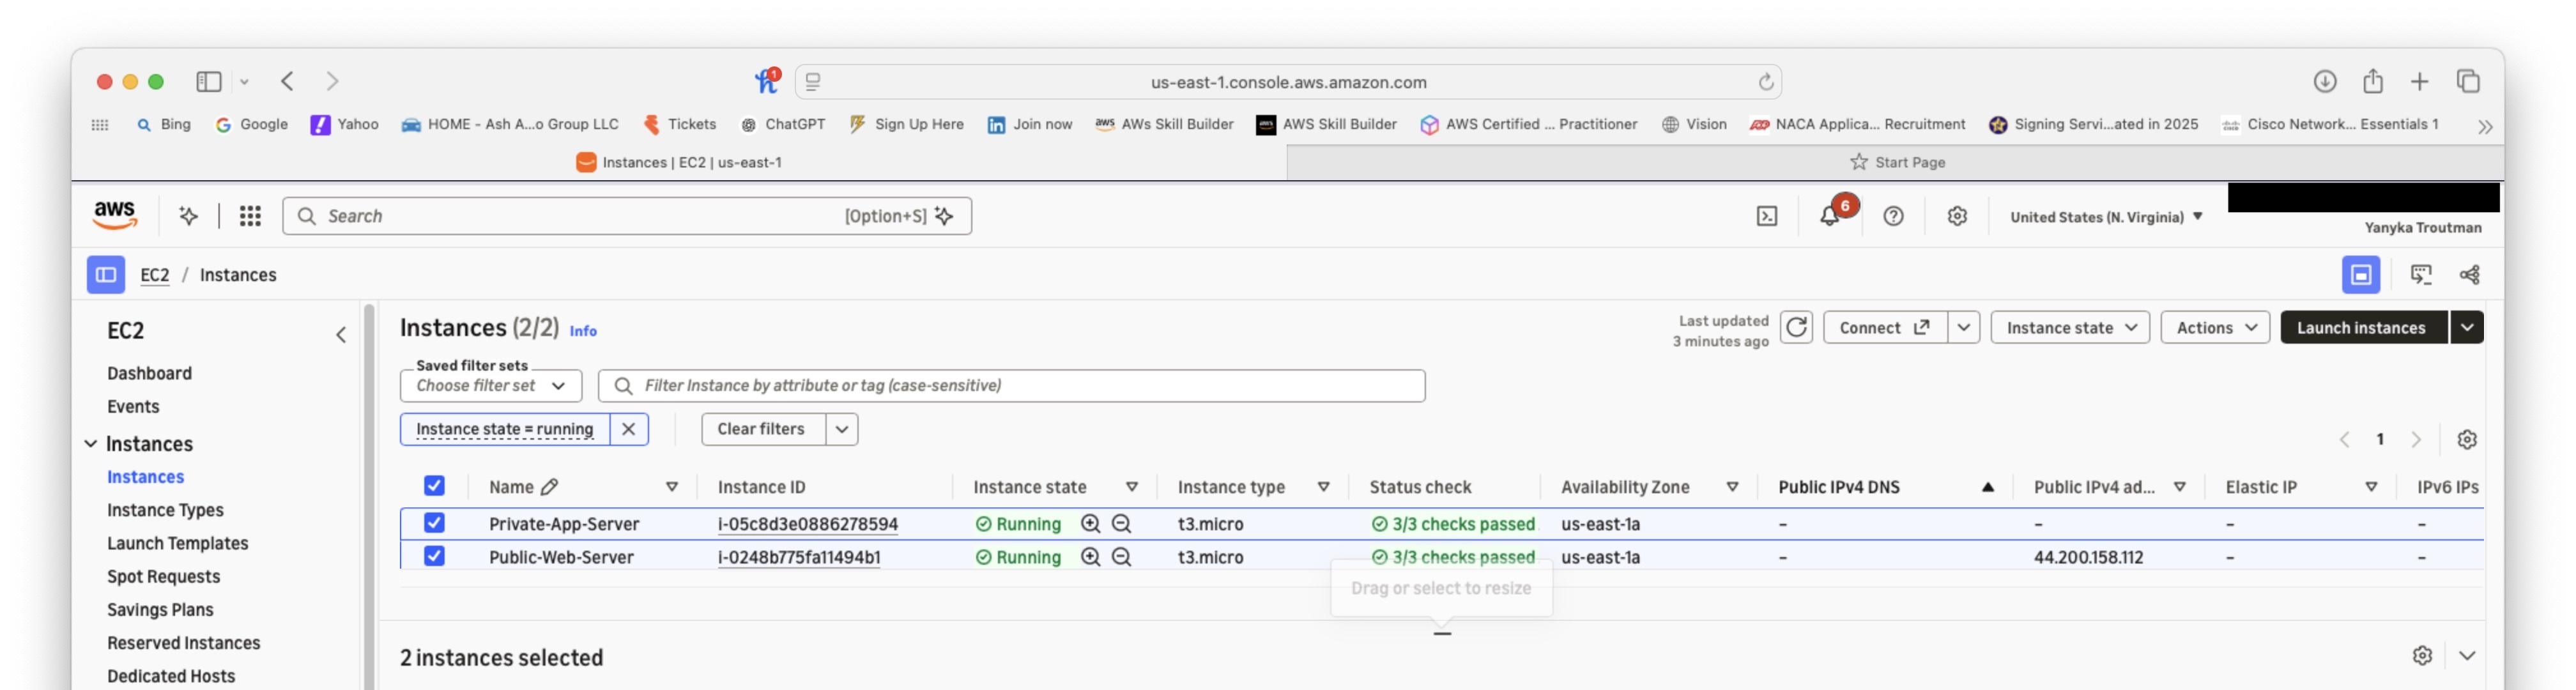 us-east-1.console.aws.amazon.com
1
Bing Google Yahoo HOME - Ash A...o Group LLC Tickets ChatGPT Sign Up Here Join now AWs Skill Builder AWS Skill Builder AWS Certified ... Practitioner Vision NACA Applica... Recruitment Signing Servi...ated in 2025 Cisco Network... Essentials 1
Instances | EC2 | us-east-1 Start Page
aws Search [Option+S] 6 United States (N. Virginia)
Yanyka Troutman
EC2 / Instances
EC2
Dashboard
Events
Instances
Instances
Instance Types
Launch Templates
Spot Requests
Savings Plans
Reserved Instances
Dedicated Hosts
Instances (2/2) Info
Last updated
3 minutes ago
Connect Instance state Actions Launch instances
Saved filter sets
Choose filter set Filter Instance by attribute or tag (case-sensitive)
Instance state = running Clear filters
1
Name Instance ID Instance state Instance type Status check Availability Zone Public IPv4 DNS Public IPv4 ad... Elastic IP IPv6 IPs
Private-App-Server i-05c8d3e0886278594 Running t3.micro 3/3 checks passed us-east-1a – – – –
Public-Web-Server i-0248b775fa11494b1 Running t3.micro 3/3 checks passed us-east-1a – 44.200.158.112 – –
Drag or select to resize
2 instances selected